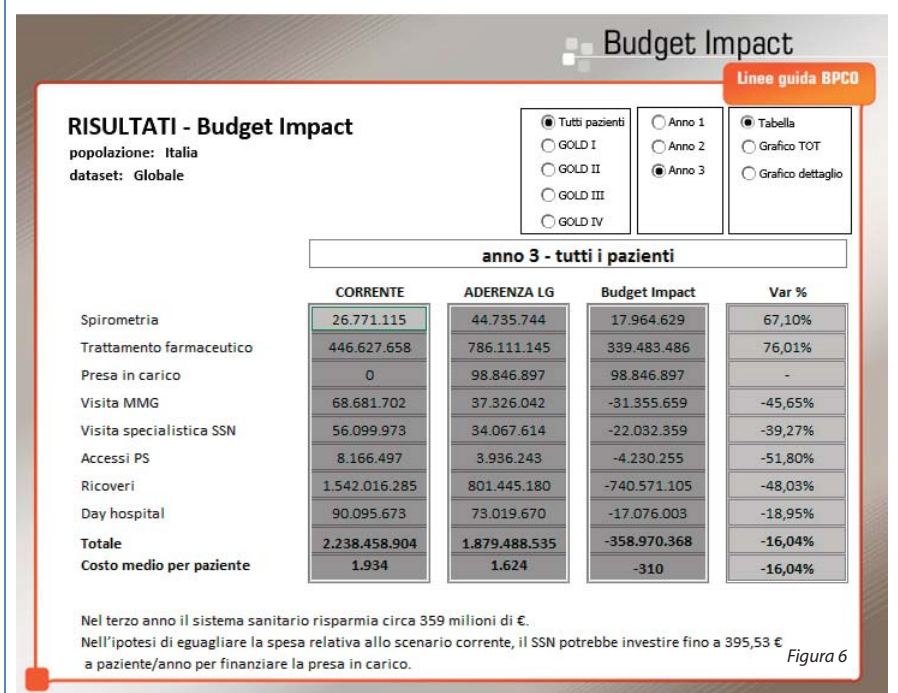 Budget Impact
Linee guida BPCO
RISULTATI - Budget Impact
popolazione: Italia
dataset: Globale
Tutti pazienti
GOLD I
GOLD II
GOLD III
GOLD IV
Anno 1
Anno 2
Anno 3
Tabella
Grafico TOT
Grafico dettaglio
anno 3 - tutti i pazienti
CORRENTE ADERENZA LG Budget Impact Var %
Spirometria 26.771.115 44.735.744 17.964.629 67,10%
Trattamento farmaceutico 446.627.658 786.111.145 339.483.486 76,01%
Presa in carico 0 98.846.897 98.846.897 -
Visita MMG 68.681.702 37.326.042 -31.355.659 -45,65%
Visita specialistica SSN 56.099.973 34.067.614 -22.032.359 -39,27%
Accessi PS 8.166.497 3.936.243 -4.230.255 -51,80%
Ricoveri 1.542.016.285 801.445.180 -740.571.105 -48,03%
Day hospital 90.095.673 73.019.670 -17.076.003 -18,95%
Totale 2.238.458.904 1.879.488.535 -358.970.368 -16,04%
Costo medio per paziente 1.934 1.624 -310 -16,04%
Nel terzo anno il sistema sanitario risparmia circa 359 milioni di €.
Nell'ipotesi di eguagliare la spesa relativa allo scenario corrente, il SSN potrebbe investire fino a 395,53 €
a paziente/anno per finanziare la presa in carico.
Figura 6